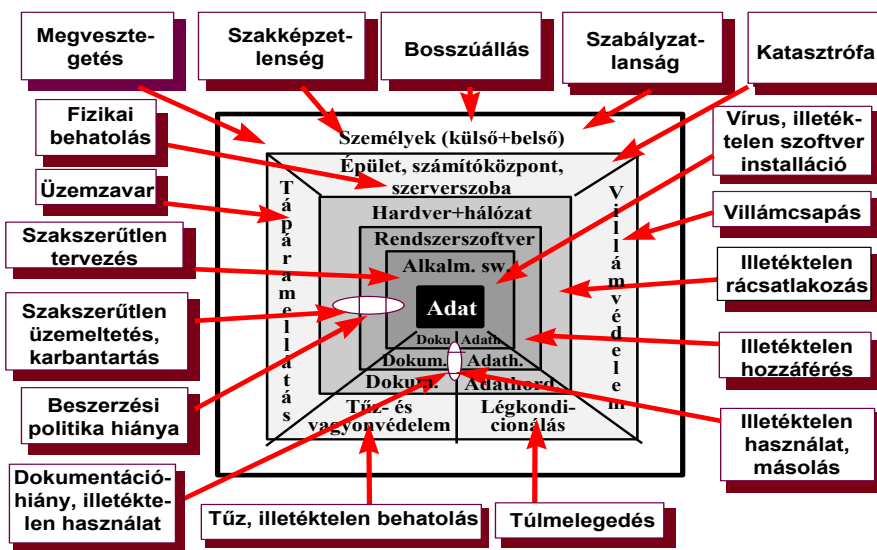 Megveszte-
getés
Szakképzet-
lenség
Bosszúállás
Szabályzat-
lanság
Katasztrófa
Fizikai
behatolás
Üzemzavar
Szakszerűtlen
tervezés
Szakszerűtlen
üzemeltetés,
karbantartás
Beszerzési
politika hiánya
Dokumentáció-
hiány, illetékte-
len használat
Személyek (külső+belső)
Épület, számítóközpont,
szerverszoba
Tápáramellátás
Hardver+hálózat
Rendszerszoftver
Alkalm. sw.
Adat
Doku
Adath.
Dokum.
Adath.
Dokum.
Adathord
Tűz- és
vagyonvédelem
Légkondi-
cionálás
Villámvédelem
Vírus, illeték-
telen szoftver
installáció
Villámcsapás
Illetéktelen
rácsatlakozás
Illetéktelen
hozzáférés
Illetéktelen
használat,
másolás
Tűz, illetéktelen behatolás
Túlmelegedés